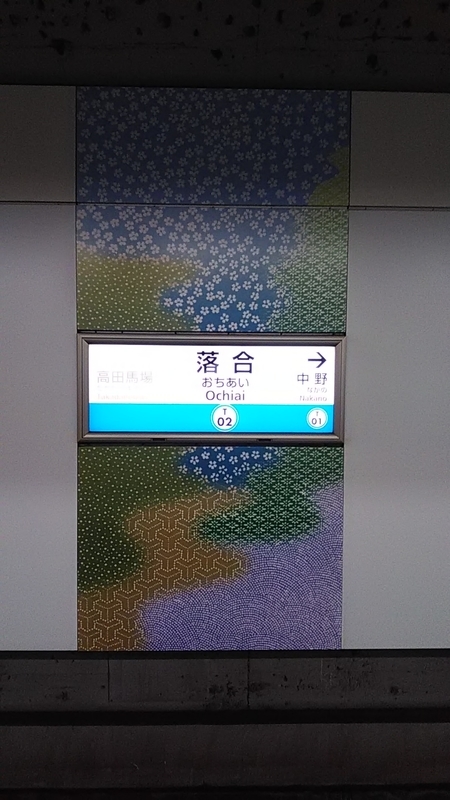 落合
→
おちあい
Ochiai
高田馬場
中野
なかの
Nakano
T
02
T
01